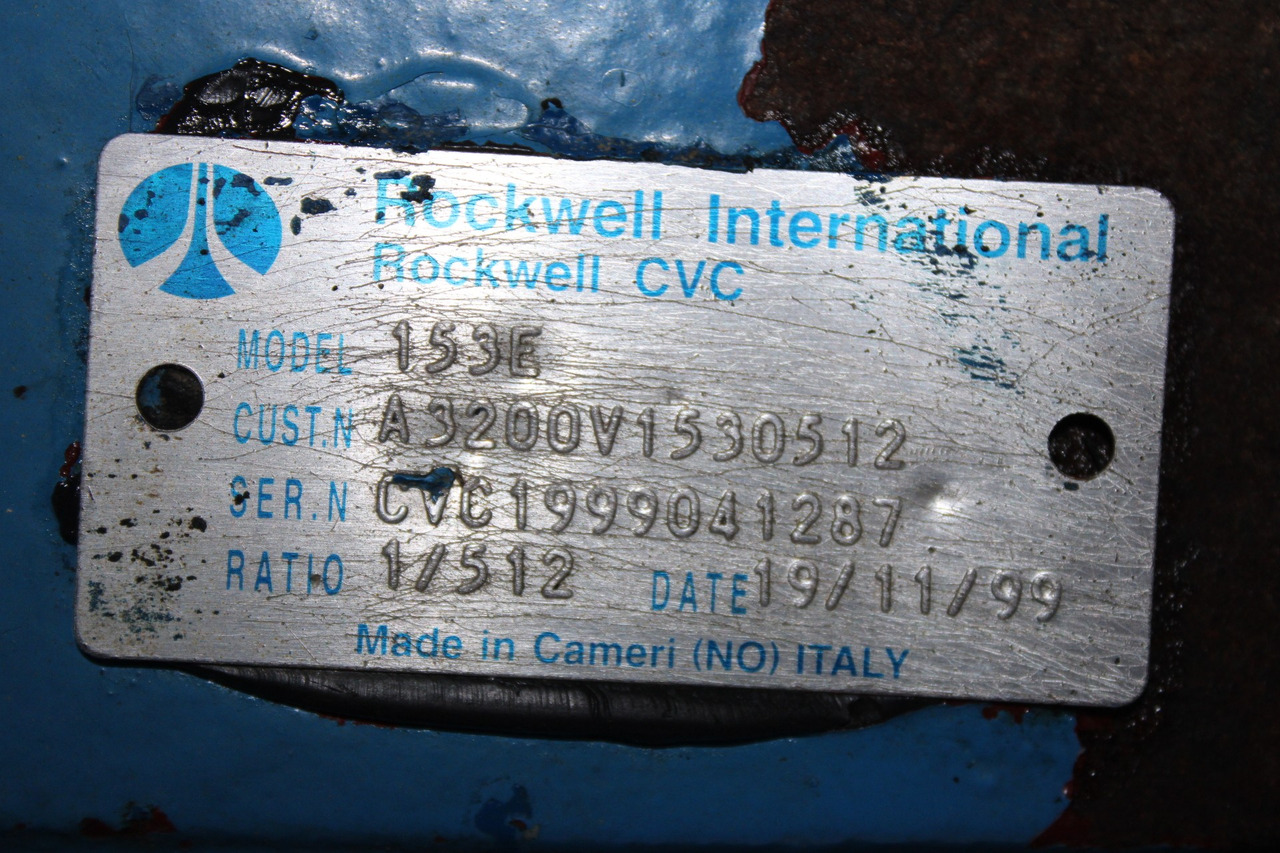 Rockwell International
Rockwell CVC
MODEL 153E
CUST.N A3200V1530512
SER.N CVC1999041287
RATIO 1/512 DATE 19/11/99
Made in Cameri (NO) ITALY